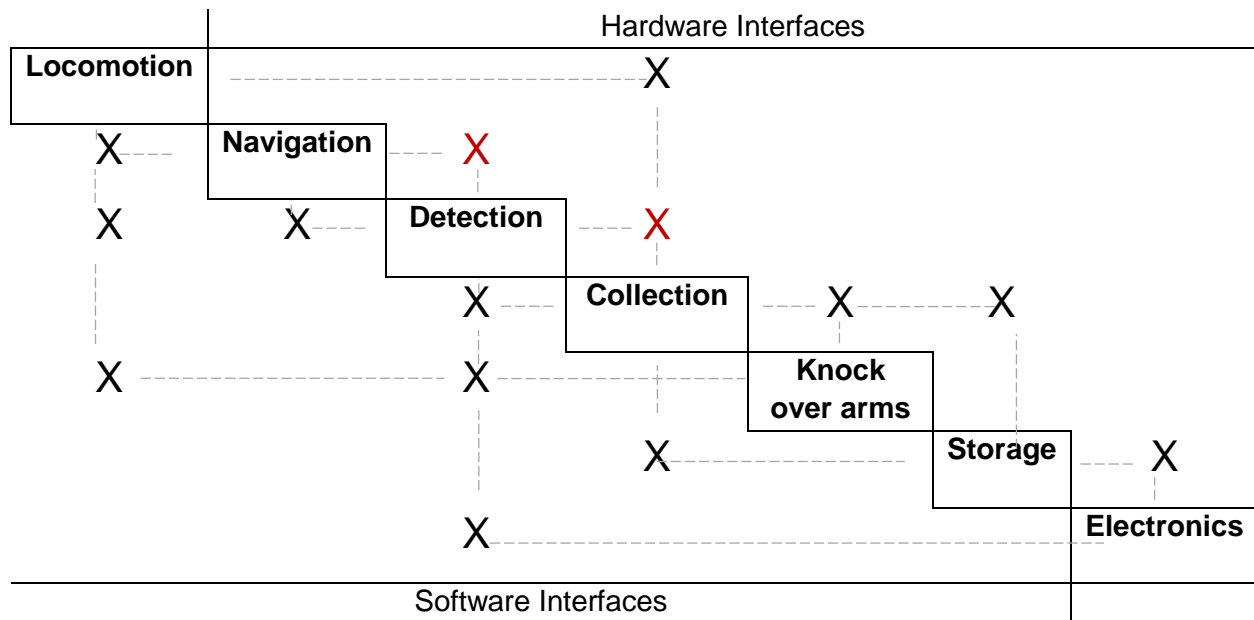 Hardware Interfaces
Locomotion X
X Navigation X
X X Detection X
X Collection X X
X X Knock
over arms
X Storage X
X Electronics
Software Interfaces